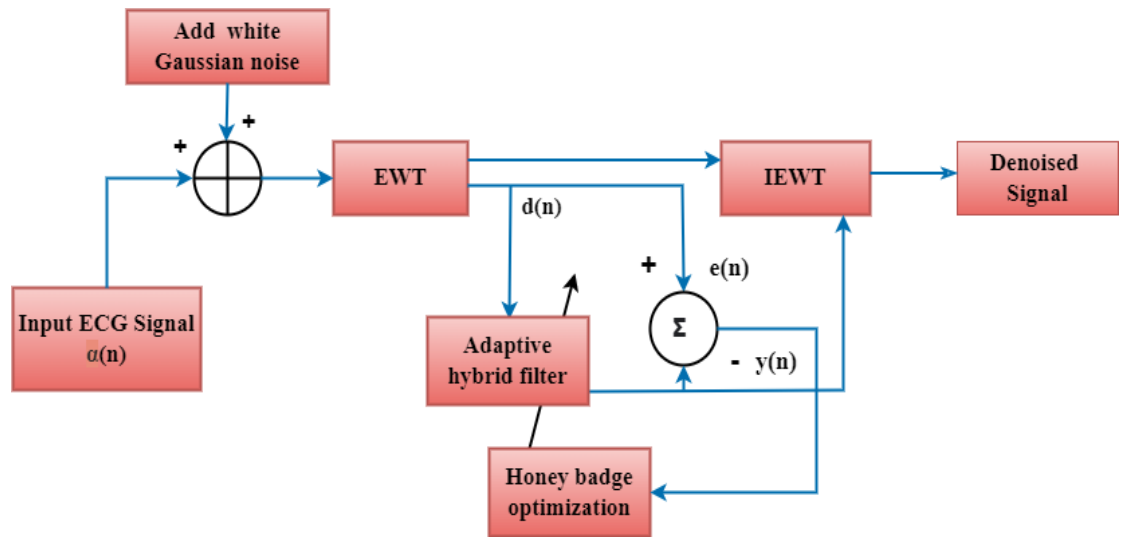 Add white
Gaussian noise
+
+
EWT
IEWT
Denoised
Signal
d(n)
+
e(n)
Input ECG Signal
α(n)
Σ
Adaptive
hybrid filter
- y(n)
Honey badge
optimization